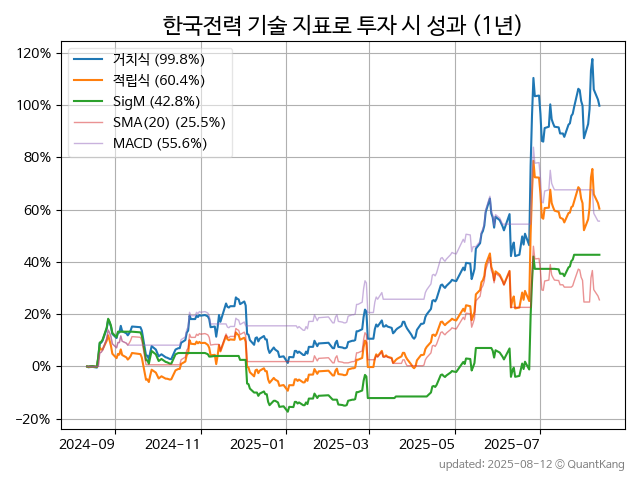 한국전력 기술 지표로 투자 시 성과 (1년)
거치식 (99.8%)
적립식 (60.4%)
SigM (42.8%)
SMA(20) (25.5%)
MACD (55.6%)
120%
100%
80%
60%
40%
20%
0%
−20%
2024-09 2024-11 2025-01 2025-03 2025-05 2025-07
updated: 2025-08-12 © QuantKang